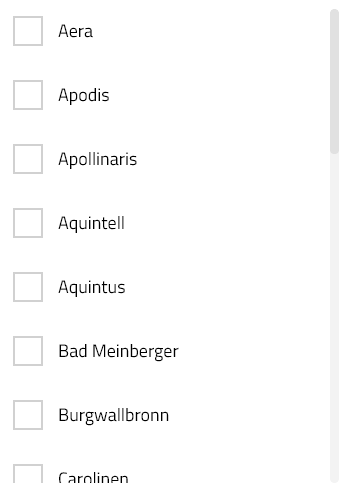 Aera
Apodis
Apollinaris
Aquintell
Aquintus
Bad Meinberger
Burgwallbronn
Carolinen